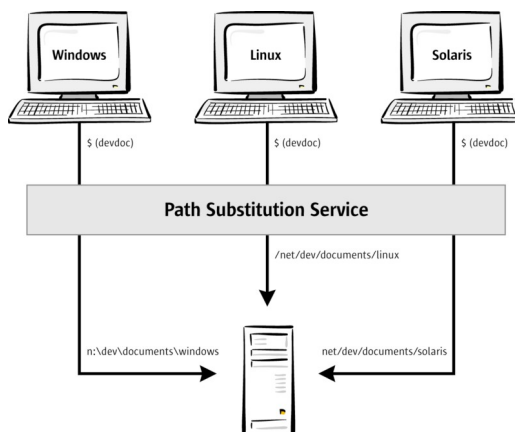 Windows
Linux
Solaris
$ (devdoc)
$ (devdoc)
$ (devdoc)
Path Substitution Service
/net/dev/documents/linux
n:\dev\documents\windows
net/dev/documents/solaris